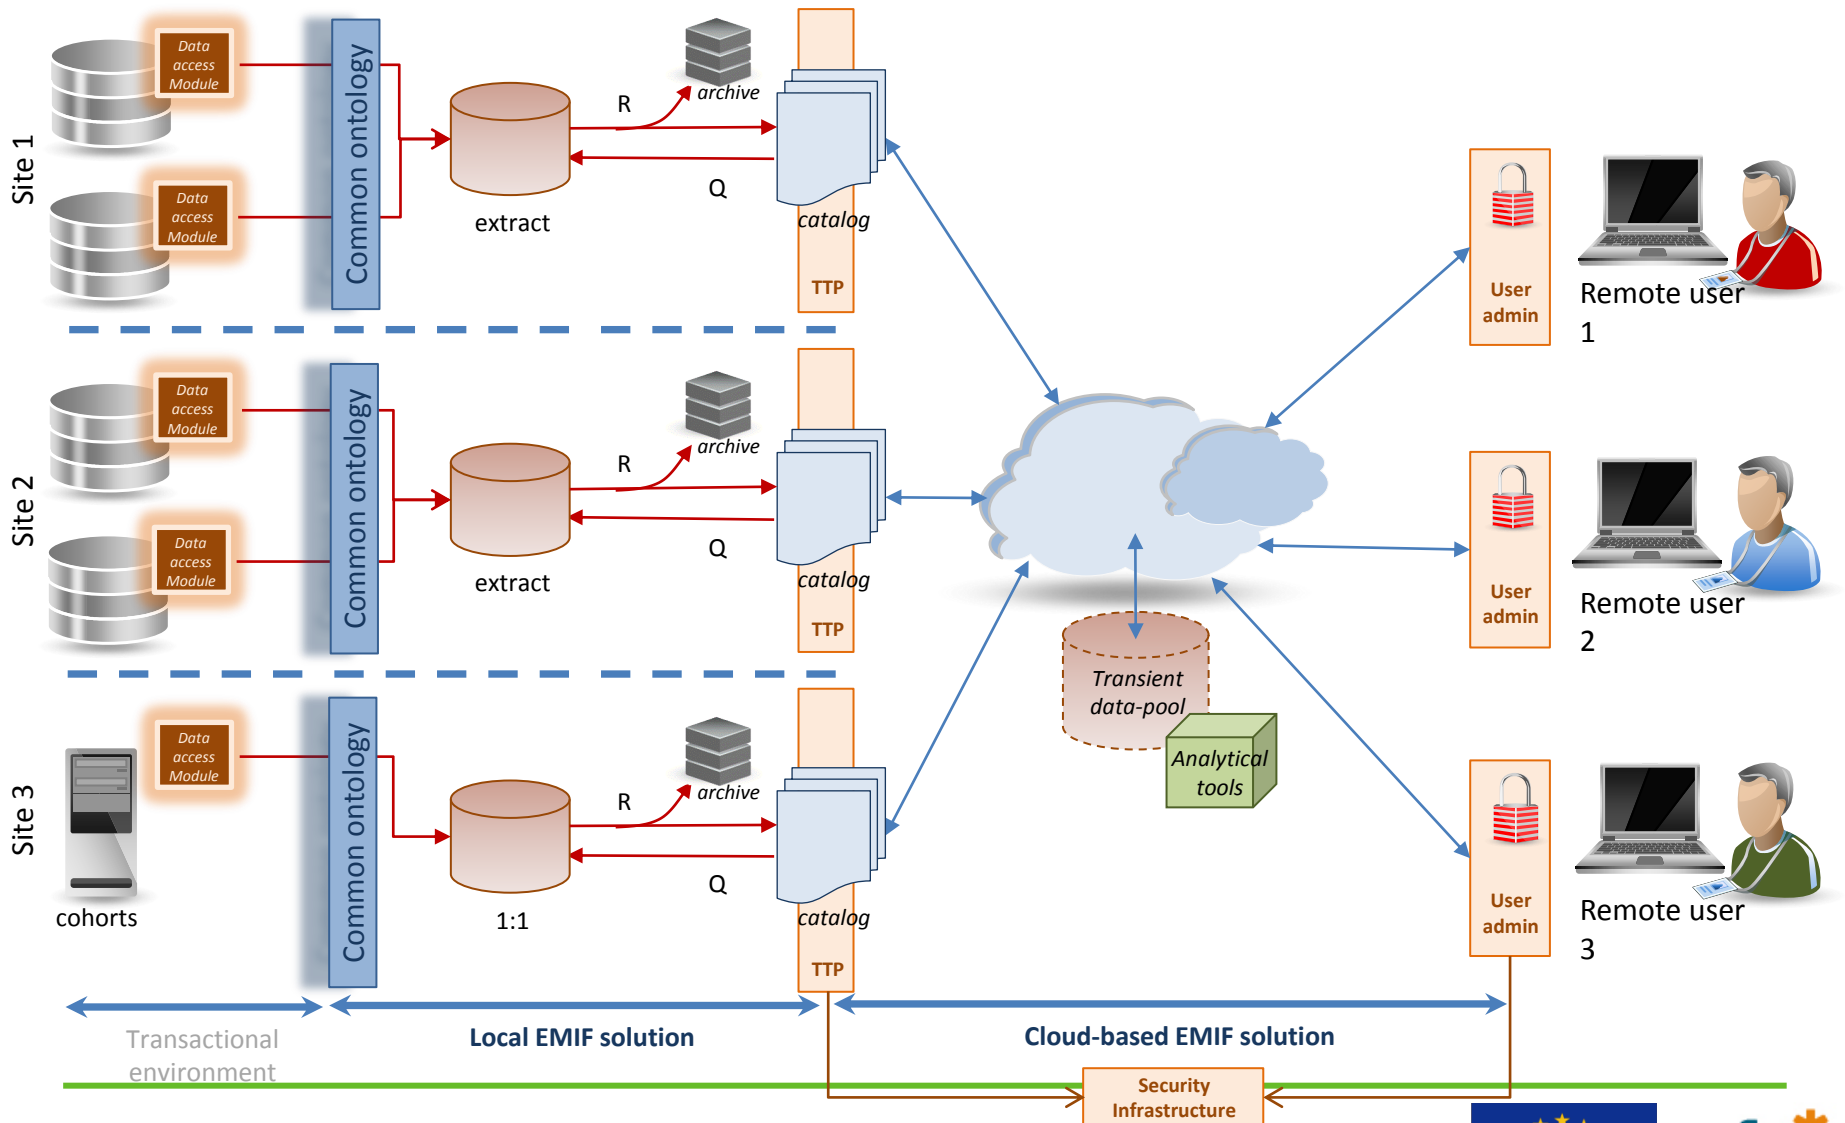 Site 1
Data
access
Module
Data
access
Module
Common ontology
extract
R
archive
Q
catalog
TTP
User
admin
Remote user
1
Site 2
Data
access
Module
Data
access
Module
Common ontology
extract
R
archive
Q
catalog
TTP
User
admin
Remote user
2
Transient
data-pool
Analytical
tools
Site 3
cohorts
Data
access
Module
Common ontology
1:1
R
archive
Q
catalog
TTP
User
admin
Remote user
3
Transactional
environment
Local EMIF solution
Cloud-based EMIF solution
Security
Infrastructure